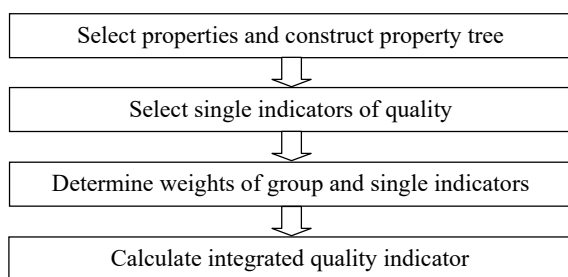 Select properties and construct property tree
Select single indicators of quality
Determine weights of group and single indicators
Calculate integrated quality indicator